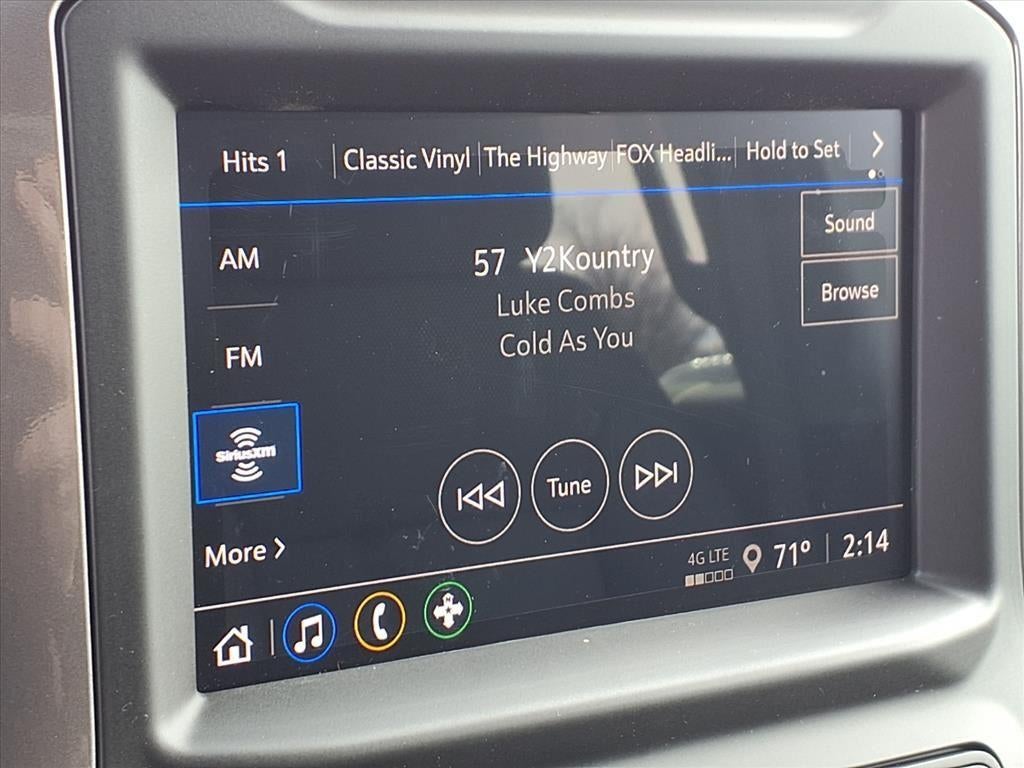 Hits 1 Classic Vinyl The Highway FOX Headli... Hold to Set
Sound
AM
57 Y2Kountry
Browse
Luke Combs
Cold As You
FM
SiriusXM
Tune
More
4G LTE 71° 2:14